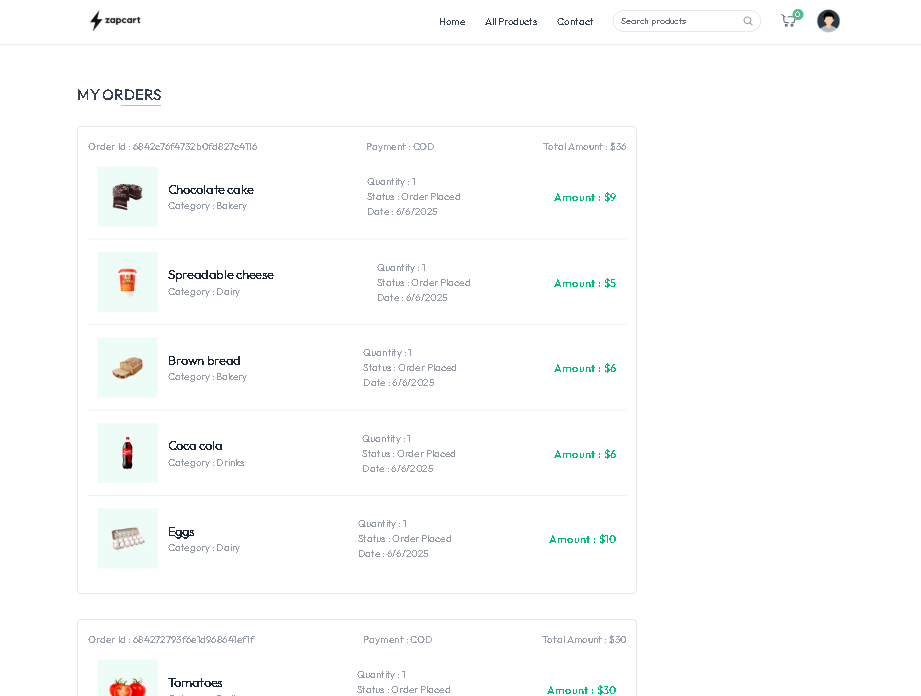 zapcart
Home All Products Contact Search products 0
MY ORDERS
Order Id : 6842c76f4732b0fd827c4116 Payment : COD Total Amount : $36
Chocolate cake
Category : Bakery
Quantity : 1
Status : Order Placed
Date : 6/6/2025
Amount : $9
Spreadable cheese
Category : Dairy
Quantity : 1
Status : Order Placed
Date : 6/6/2025
Amount : $5
Brown bread
Category : Bakery
Quantity : 1
Status : Order Placed
Date : 6/6/2025
Amount : $6
Coca cola
Category : Drinks
Quantity : 1
Status : Order Placed
Date : 6/6/2025
Amount : $6
Eggs
Category : Dairy
Quantity : 1
Status : Order Placed
Date : 6/6/2025
Amount : $10
Order Id : 684272793f6e1d968641ef1f Payment : COD Total Amount : $30
Tomatoes
Quantity : 1
Status : Order Placed
Amount : $30